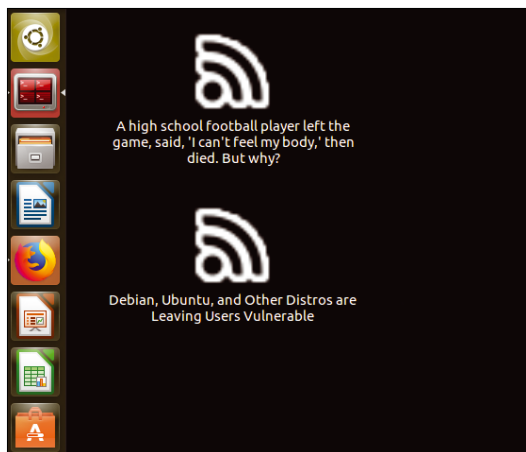 A high school football player left the
game, said, 'I can't feel my body,' then
died. But why?
Debian, Ubuntu, and Other Distros are
Leaving Users Vulnerable